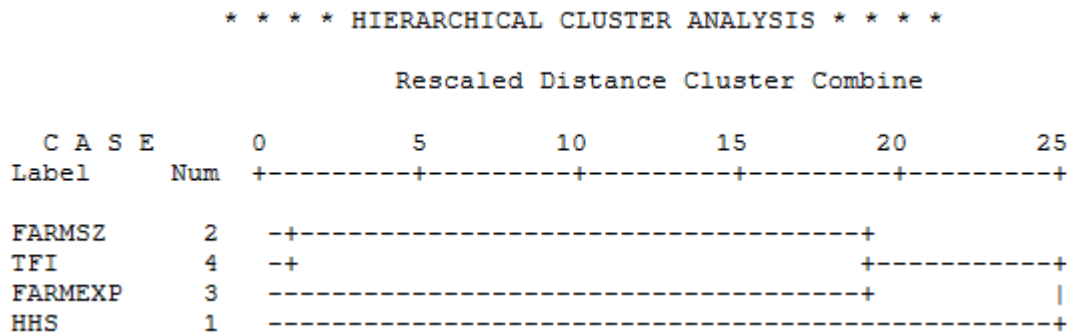 * * * * HIERARCHICAL CLUSTER ANALYSIS * * * *
Rescaled Distance Cluster Combine
C A S E 0 5 10 15 20 25
Label Num +---------+---------+---------+---------+---------+
FARMSZ 2 -+-----------------------------------+
TFI 4 -+ +-----------+
FARMEXP 3 -------------------------------------+ |
HHS 1 -------------------------------------------------+